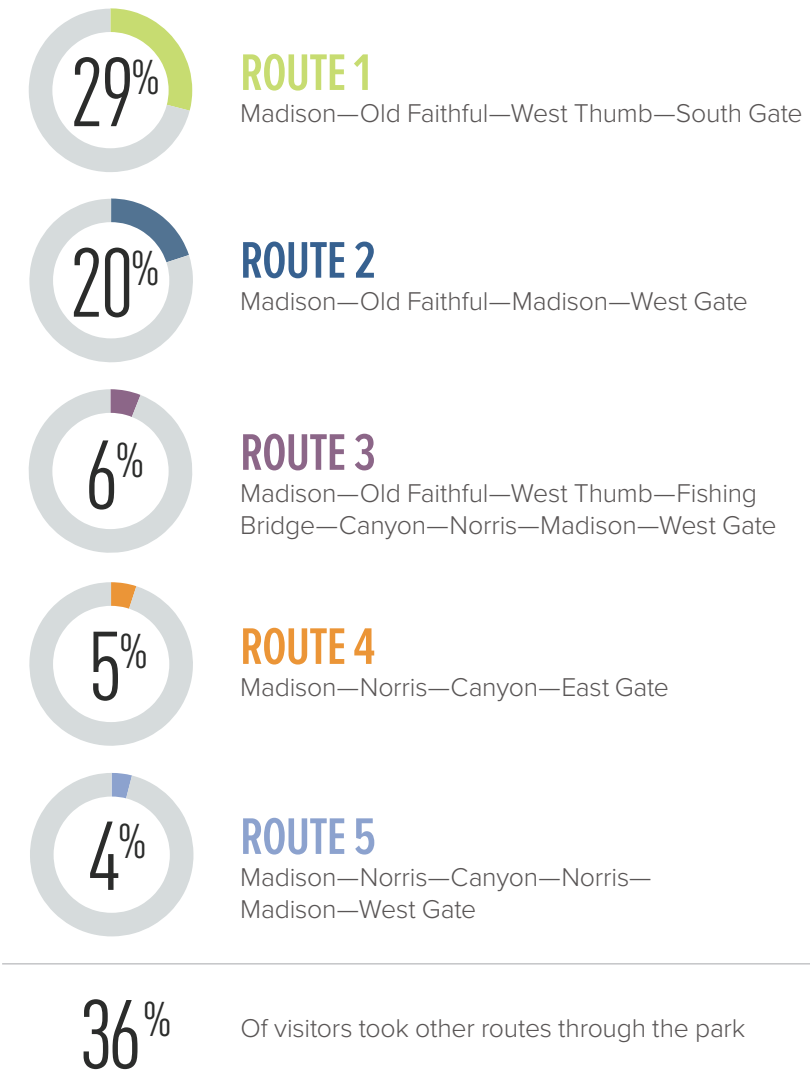 29%
ROUTE 1
Madison—Old Faithful—West Thumb—South Gate
20%
ROUTE 2
Madison—Old Faithful—Madison—West Gate
6%
ROUTE 3
Madison—Old Faithful—West Thumb—Fishing
Bridge—Canyon—Norris—Madison—West Gate
5%
ROUTE 4
Madison—Norris—Canyon—East Gate
4%
ROUTE 5
Madison—Norris—Canyon—Norris—
Madison—West Gate
36%
Of visitors took other routes through the park